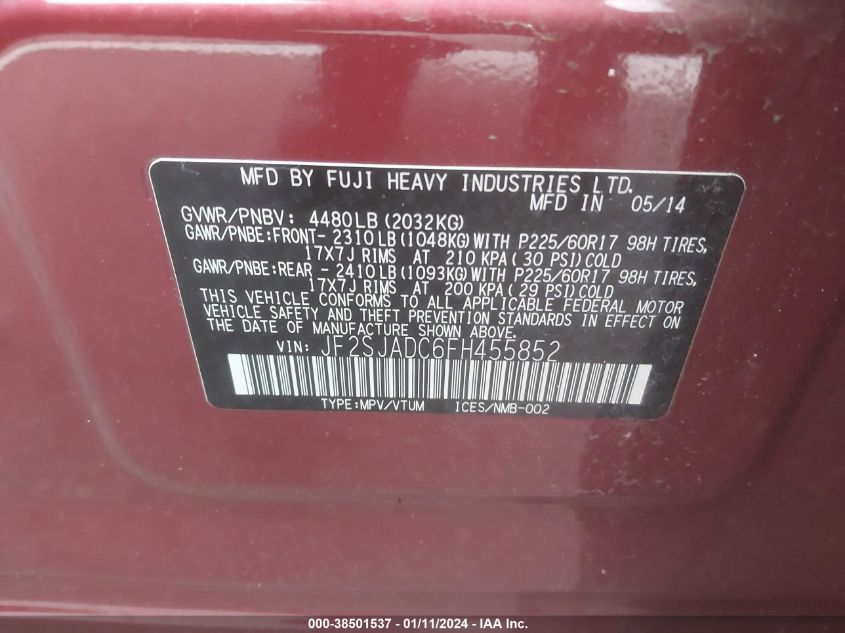 MFD BY FUJI HEAVY INDUSTRIES LTD.
MFD IN 05/14
GVWR/PNBV: 4480LB (2032KG)
GAWR/PNBE:FRONT- 2310LB (1048KG) WITH P225/60R17 98H TIRES,
17X7J RIMS AT 210 KPA (30 PSI) COLD
GAWR/PNBE:REAR - 2410LB (1093KG) WITH P225/60R17 98H TIRES,
17X7J RIMS AT 200 KPA (29 PSI) COLD
THIS VEHICLE CONFORMS TO ALL APPLICABLE FEDERAL MOTOR
VEHICLE SAFETY AND THEFT PREVENTION STANDARDS IN EFFECT ON
THE DATE OF MANUFACTURE SHOWN ABOVE.
VIN: JF2SJADC6FH455852
TYPE:MPV/VTUM ICES/NMB-002
000-38501537 - 01/11/2024 - IAA Inc.